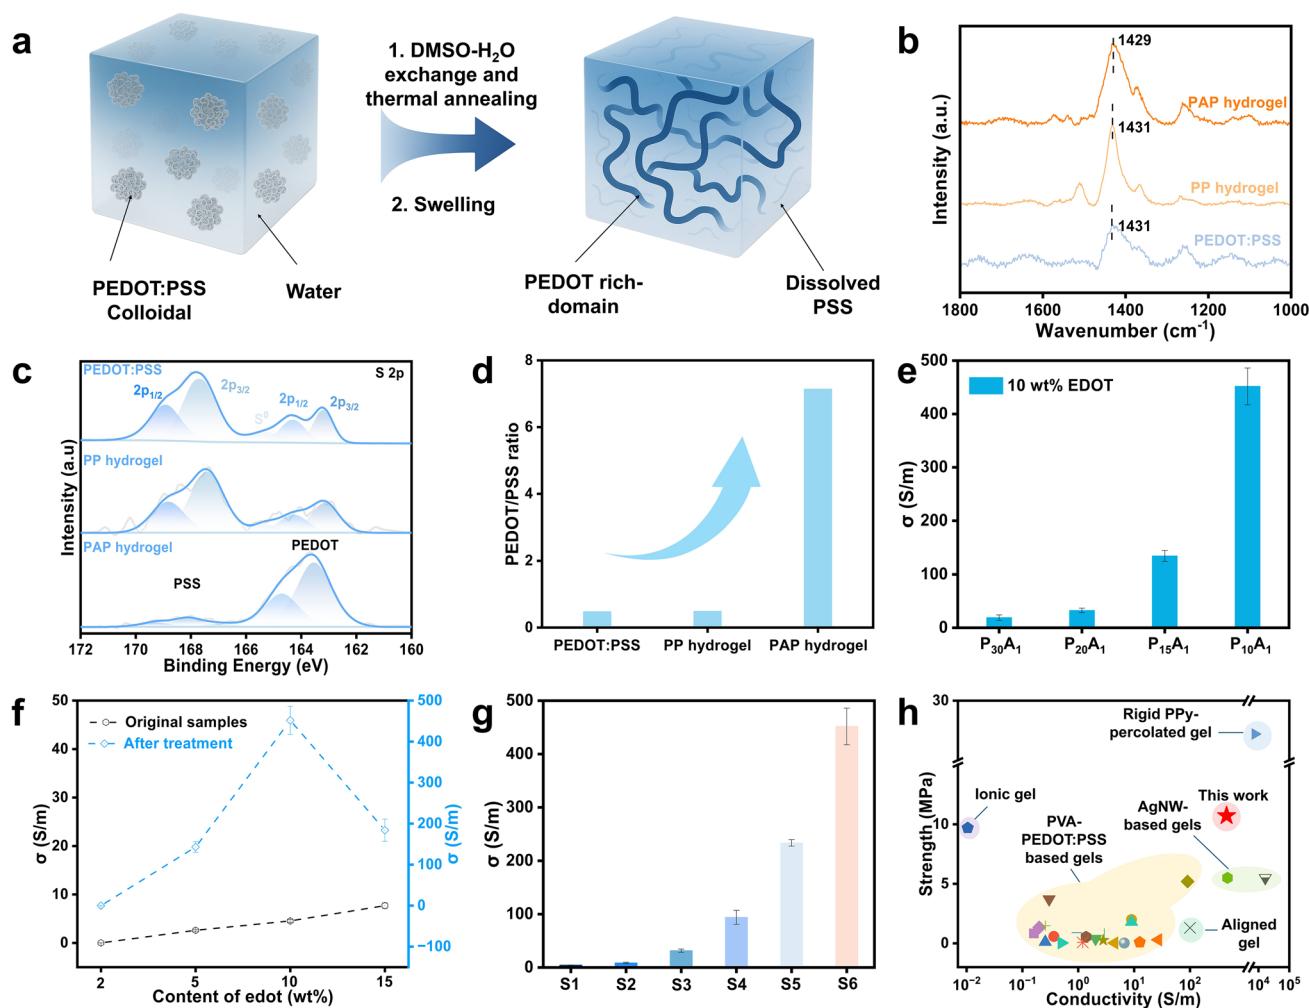 a
1. DMSO-H₂O
exchange and
thermal annealing
2. Swelling
PEDOT:PSS
Colloidal
Water
PEDOT rich-
domain
Dissolved
PSS
b
Intensity (a.u.)
1429
PAP hydrogel
1431
PP hydrogel
1431
PEDOT:PSS
1800 1600 1400 1200 1000
Wavenumber (cm⁻¹)
c
Intensity (a.u)
PEDOT:PSS
S 2p
2p₁/₂
2p₃/₂
S⁰
2p₁/₂
2p₃/₂
PP hydrogel
PAP hydrogel
PSS
PEDOT
172 170 168 166 164 162 160
Binding Energy (eV)
d
PEDOT/PSS ratio
8
6
4
2
0
PEDOT:PSS PP hydrogel PAP hydrogel
e
σ (S/m)
500
400
300
200
100
0
10 wt% EDOT
P₃₀A₁ P₂₀A₁ P₁₅A₁ P₁₀A₁
f
σ (S/m)
50
40
30
20
10
0
Original samples
After treatment
500
400
300
200
100
0
−100
σ (S/m)
2 5 10 15
Content of edot (wt%)
g
σ (S/m)
500
400
300
200
100
0
S1 S2 S3 S4 S5 S6
h
Strength (MPa)
30
10
5
0
Rigid PPy-
percolated gel
Ionic gel
This work
AgNW-
based gels
PVA-
PEDOT:PSS
based gels
Aligned
gel
10⁻² 10⁻¹ 10⁰ 10¹ 10² 10⁴ 10⁵
Conductivity (S/m)